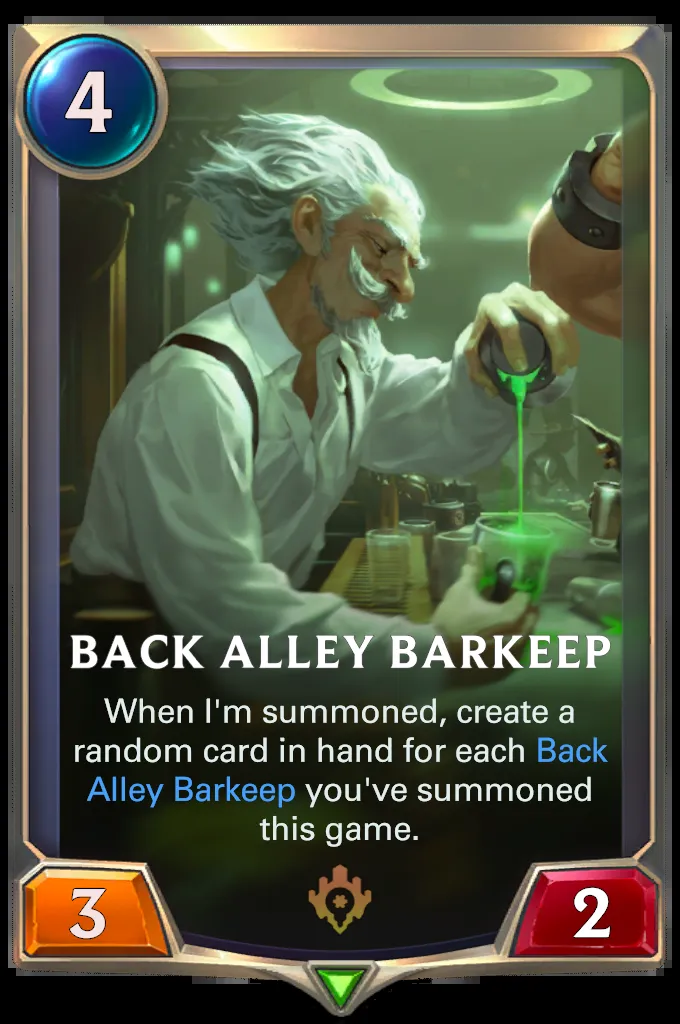 4
BACK ALLEY BARKEEP
When I'm summoned, create a
random card in hand for each Back
Alley Barkeep you've summoned
this game.
3
2